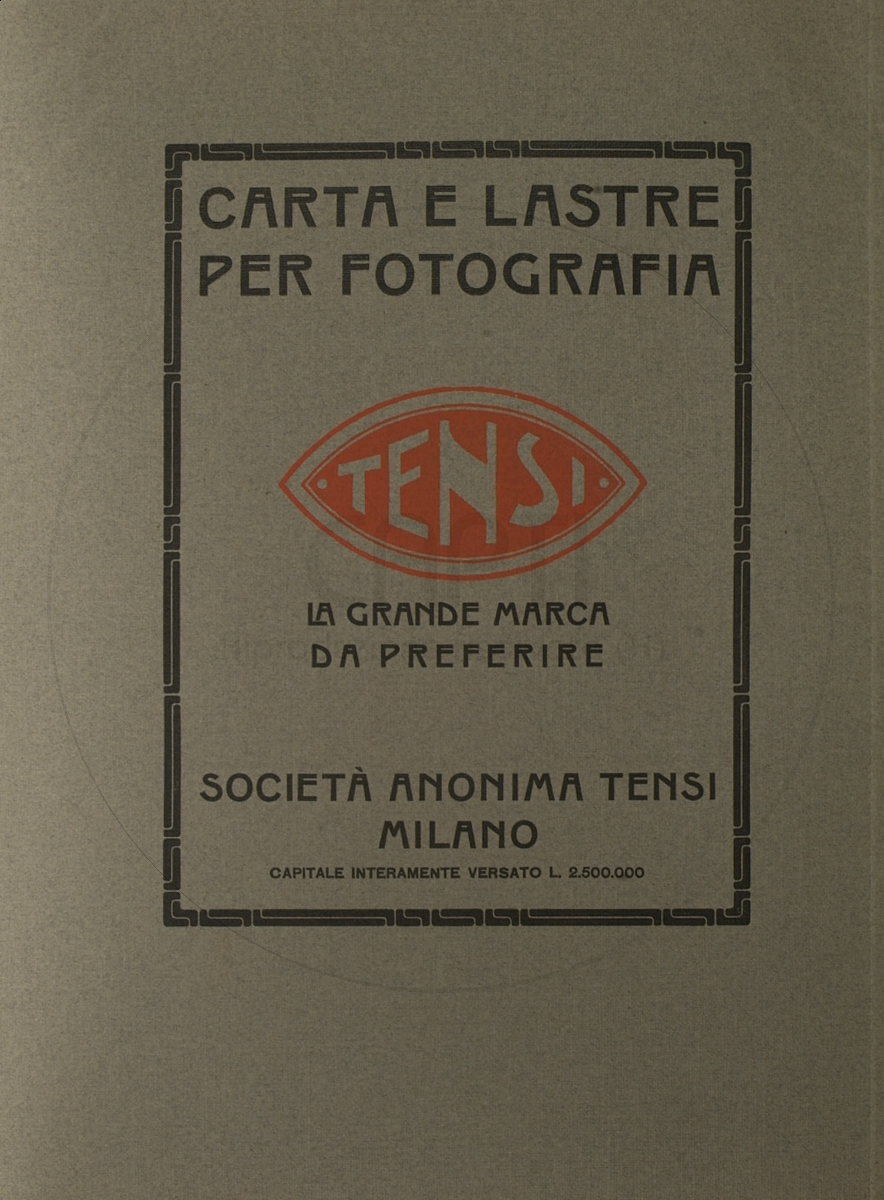 CARTA E LASTRE
PER FOTOGRAFIA
TENSI
LA GRANDE MARCA
DA PREFERIRE
SOCIETÀ ANONIMA TENSI
MILANO
CAPITALE INTERAMENTE VERSATO L. 2.500.000